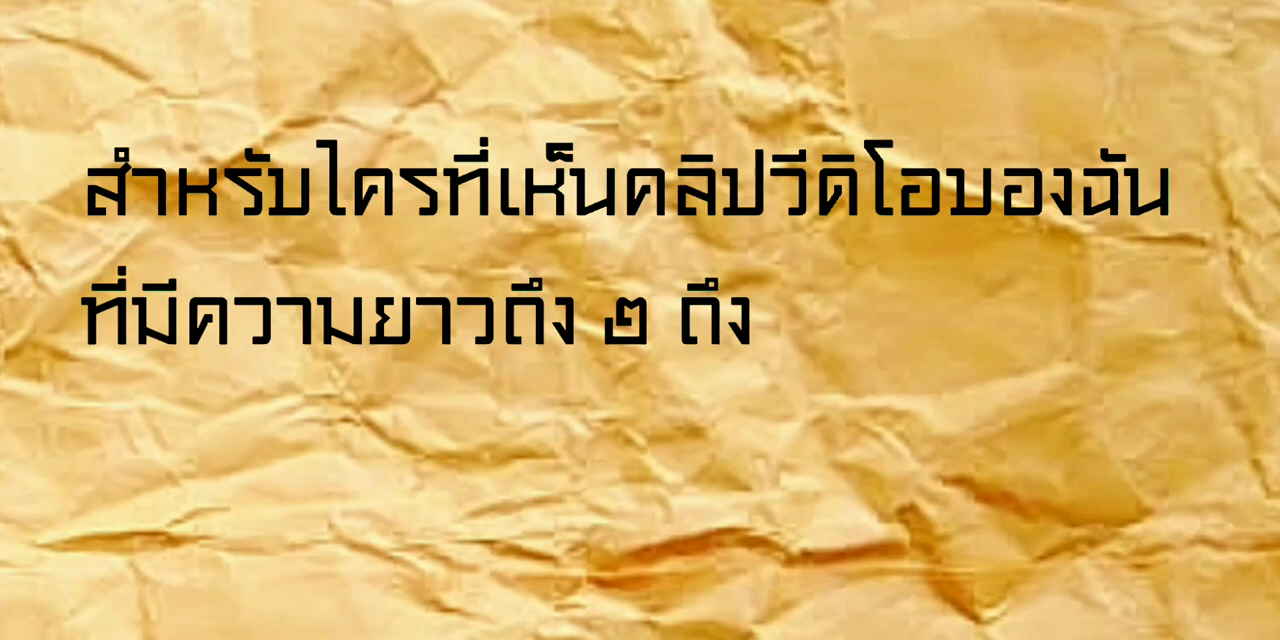 สำหรับใครที่เห็นคลิปวีดิโอบองฉัน
ที่มีความยาวถึง ๒ ถึง